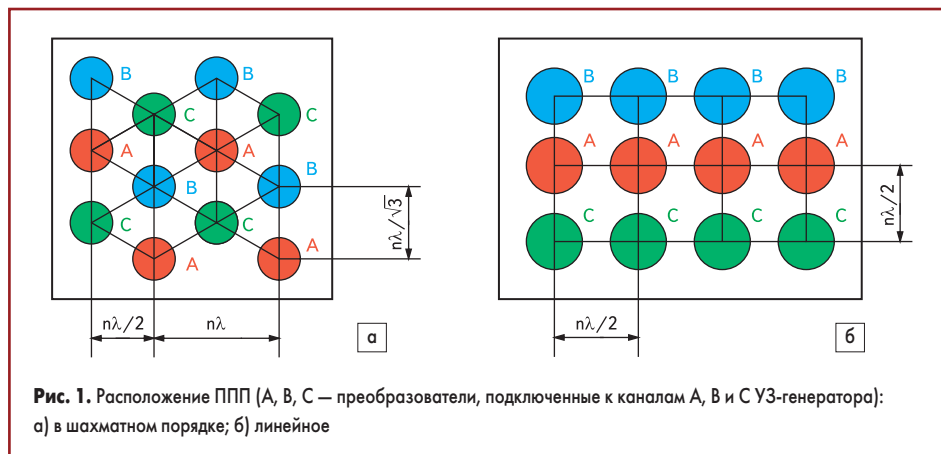 B B
C C
A A
B B
C C
A A
nλ/√3
nλ/2 nλ
а
B B B B
A A A A
C C C C
nλ/2
nλ/2
б
Рис. 1. Расположение ППП (А, В, С — преобразователи, подключенные к каналам А, В и С УЗ-генератора):
а) в шахматном порядке; б) линейное